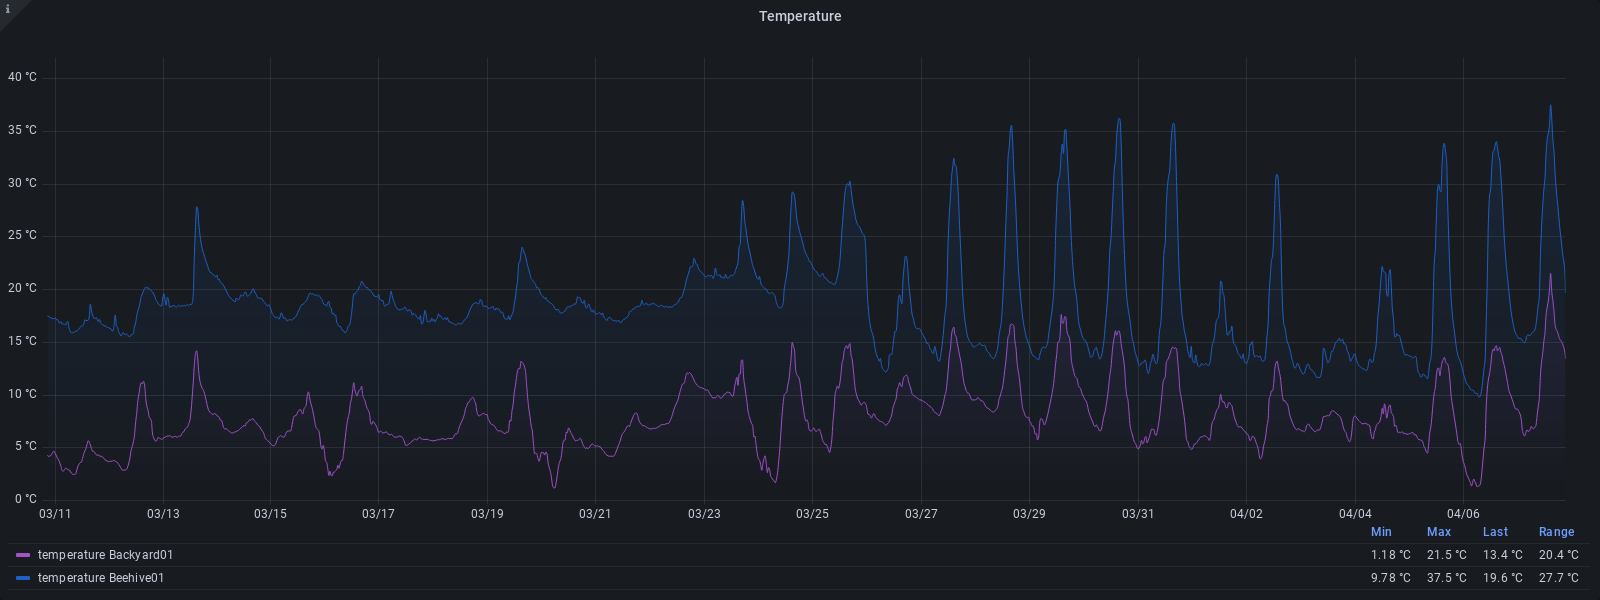 i
Temperature
40 °C
35 °C
30 °C
25 °C
20 °C
15 °C
10 °C
5 °C
0 °C
03/11 03/13 03/15 03/17 03/19 03/21 03/23 03/25 03/27 03/29 03/31 04/02 04/04 04/06
Min Max Last Range
temperature Backyard01 1.18 °C 21.5 °C 13.4 °C 20.4 °C
temperature Beehive01 9.78 °C 37.5 °C 19.6 °C 27.7 °C